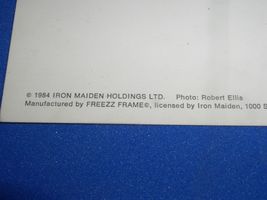 © 1984 IRON MAIDEN HOLDINGS LTD. Photo: Robert Ellis
Manufactured by FREEZZ FRAME©, licensed by Iron Maiden, 1000 S